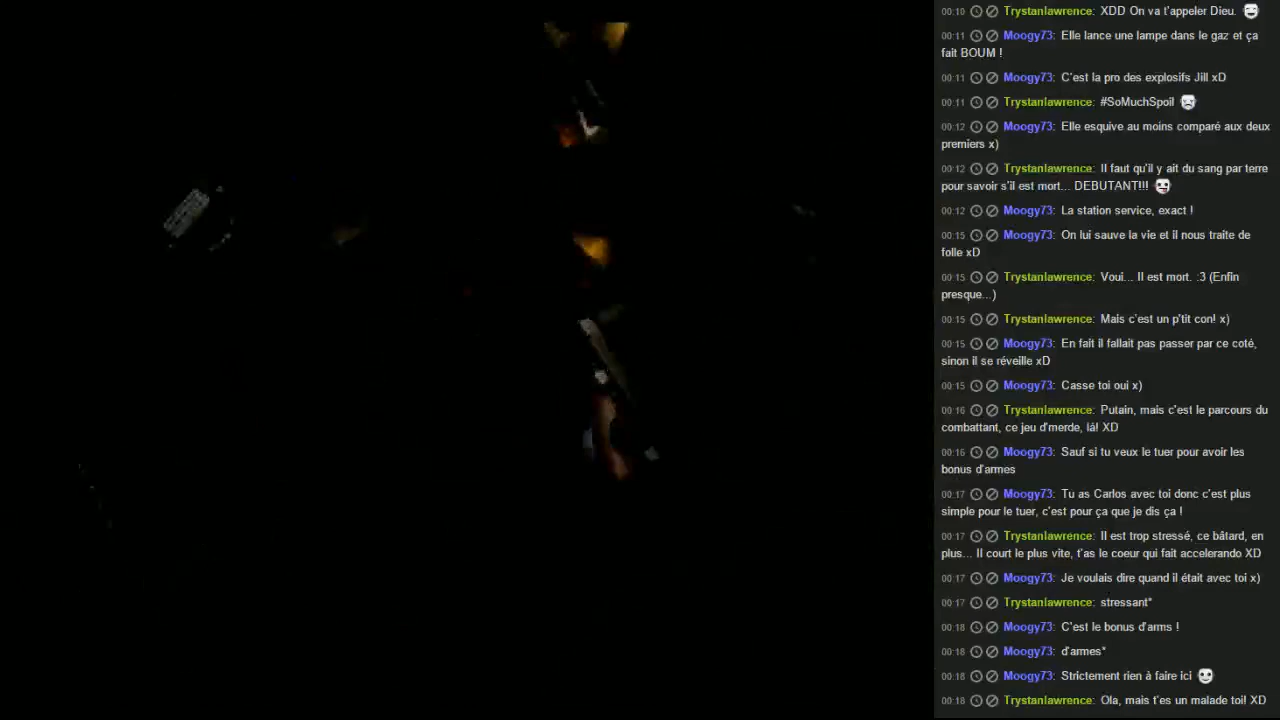 00:10 Trystanlawrence: XDD On va t'appeler Dieu.
00:11 Moogy73: Elle lance une lampe dans le gaz et ça
fait BOUM !
00:11 Moogy73: C'est la pro des explosifs Jill xD
00:11 Trystanlawrence: #SoMuchSpoil
00:12 Moogy73: Elle esquive au moins comparé aux deux
premiers x)
00:12 Trystanlawrence: Il faut qu'il y ait du sang par terre
pour savoir s'il est mort... DEBUTANT!!!
00:12 Moogy73: La station service, exact !
00:15 Moogy73: On lui sauve la vie et il nous traite de
folle xD
00:15 Trystanlawrence: Voui... Il est mort. :3 (Enfin
presque...)
00:15 Trystanlawrence: Mais c'est un p'tit con! x)
00:15 Moogy73: En fait il fallait pas passer par ce coté,
sinon il se réveille xD
00:15 Moogy73: Casse toi oui x)
00:16 Trystanlawrence: Putain, mais c'est le parcours du
combattant, ce jeu d'merde, là! XD
00:16 Moogy73: Sauf si tu veux le tuer pour avoir les
bonus d'armes
00:17 Moogy73: Tu as Carlos avec toi donc c'est plus
simple pour le tuer, c'est pour ça que je dis ça !
00:17 Trystanlawrence: Il est trop stressé, ce bâtard, en
plus... Il court le plus vite, t'as le coeur qui fait accelerando XD
00:17 Moogy73: Je voulais dire quand il était avec toi x)
00:17 Trystanlawrence: stressant*
00:18 Moogy73: C'est le bonus d'arms !
00:18 Moogy73: d'armes*
00:18 Moogy73: Strictement rien à faire ici
00:18 Trystanlawrence: Ola, mais t'es un malade toi! XD